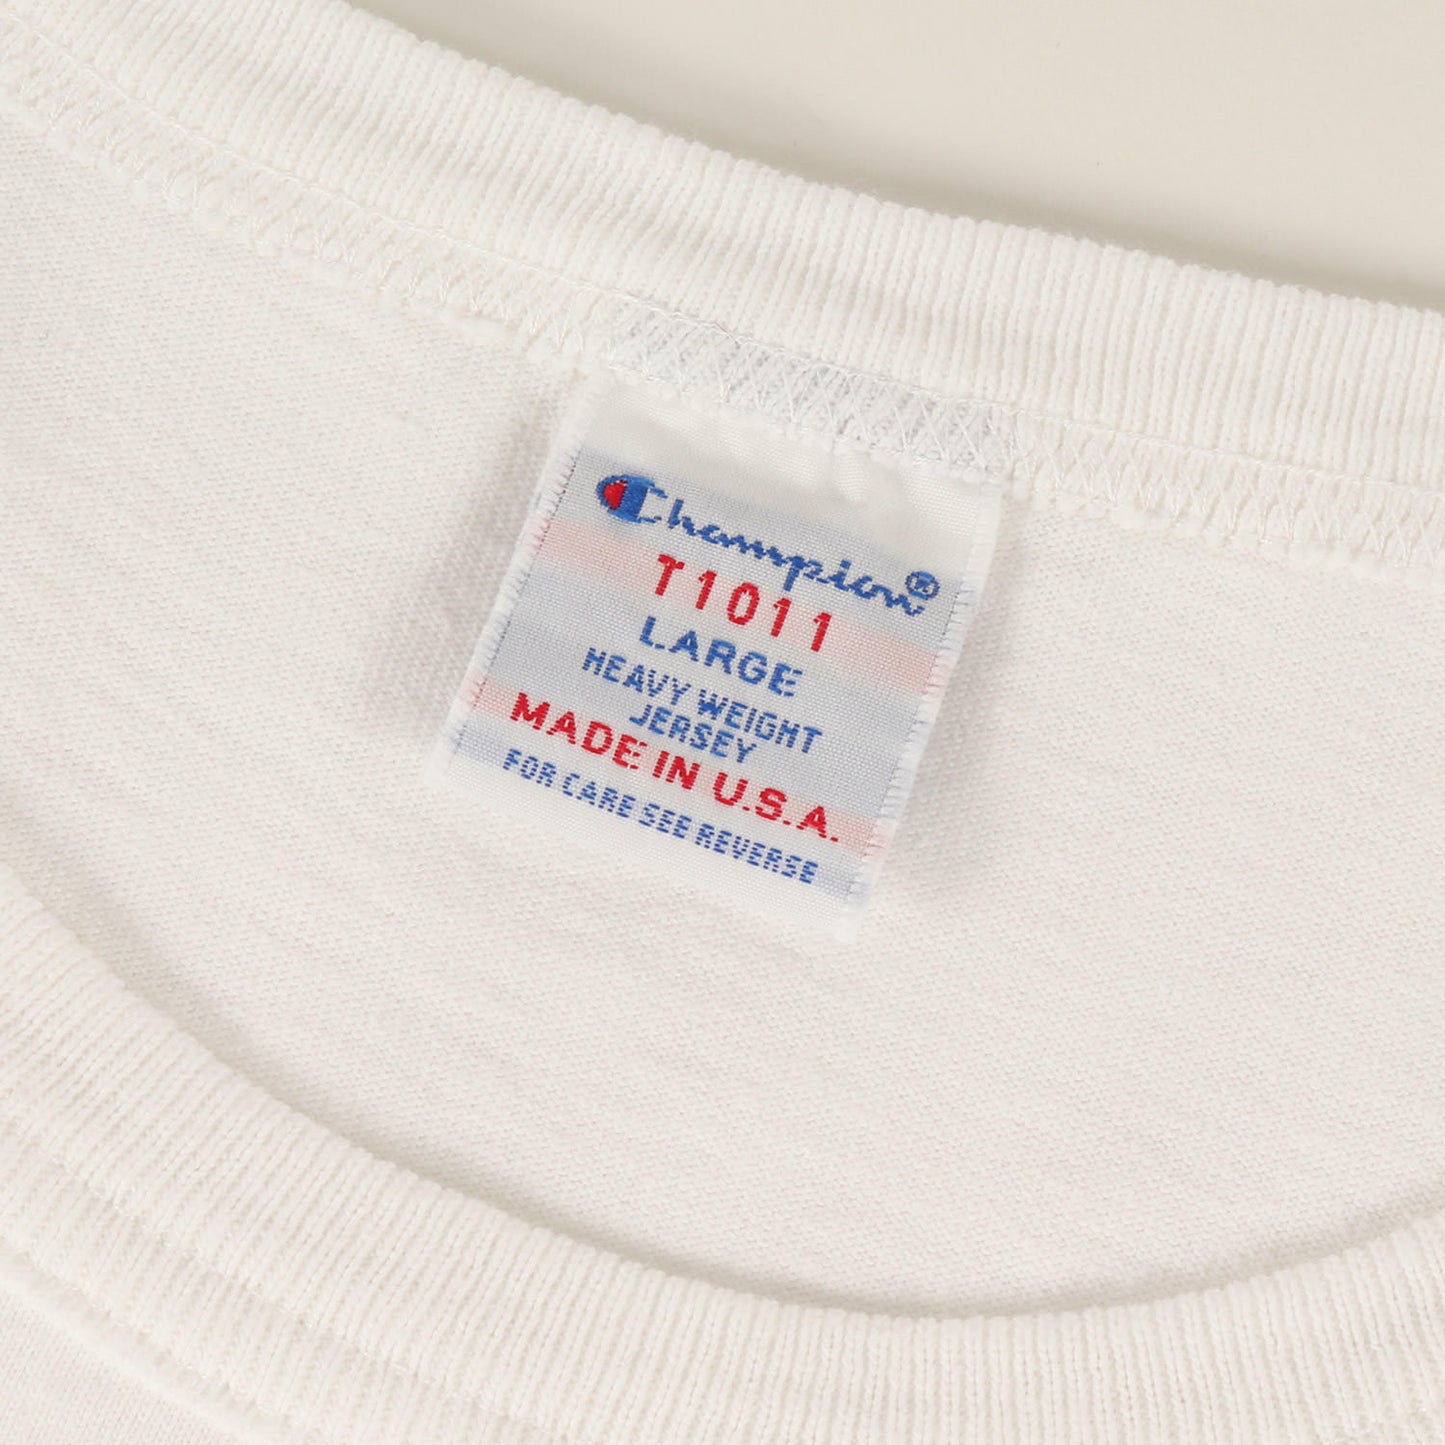 Champion®
T1011
LARGE
HEAVY WEIGHT
JERSEY
MADE IN U.S.A.
FOR CARE SEE REVERSE